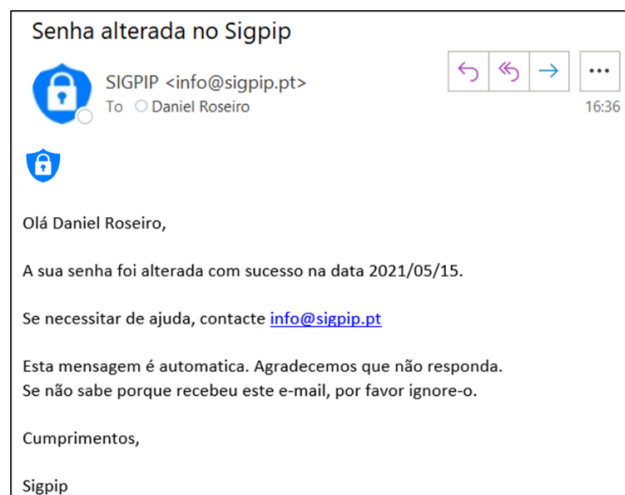 Senha alterada no Sigpip
SIGPIP <info@sigpip.pt>
To Daniel Roseiro
16:36
Olá Daniel Roseiro,
A sua senha foi alterada com sucesso na data 2021/05/15.
Se necessitar de ajuda, contacte info@sigpip.pt
Esta mensagem é automatica. Agradecemos que não responda.
Se não sabe porque recebeu este e-mail, por favor ignore-o.
Cumprimentos,
Sigpip